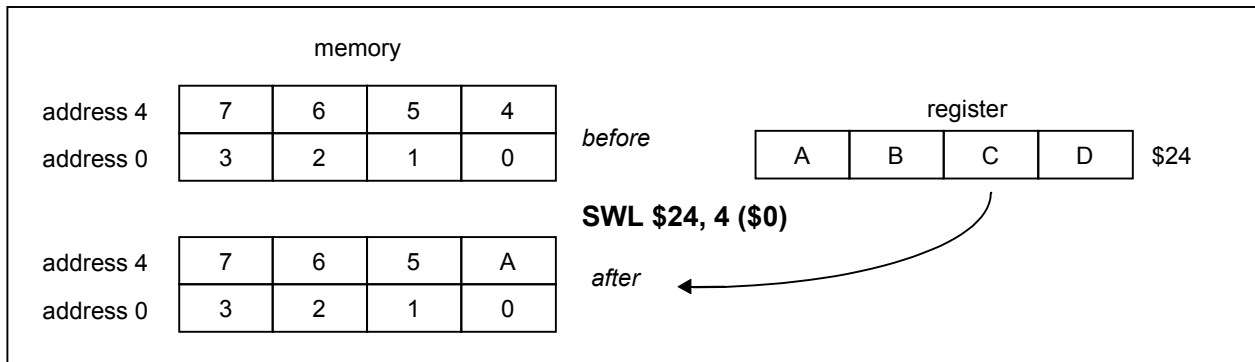 memory
address 4 7 6 5 4
address 0 3 2 1 0
before
register
A B C D $24
SWL $24, 4 ($0)
address 4 7 6 5 A
address 0 3 2 1 0
after